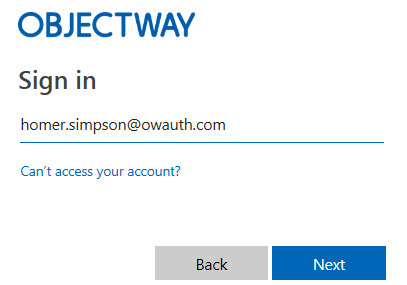 OBJECTWAY
Sign in
homer.simpson@owauth.com
Can't access your account?
Back
Next